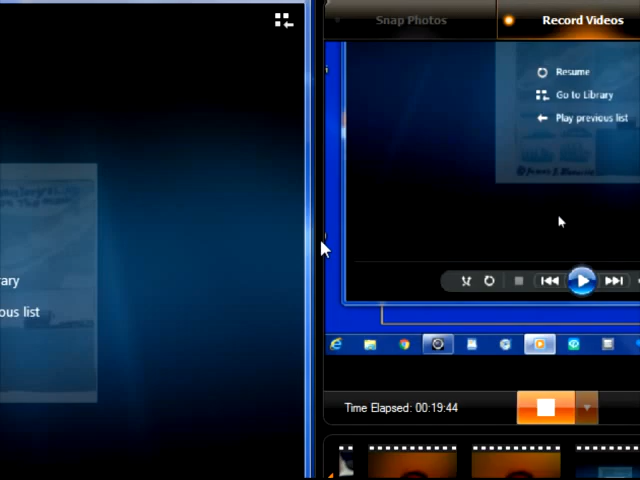 Snap Photos
Record Videos
Resume
Go to Library
Play previous list
rary
ous list
Time Elapsed: 00:19:44